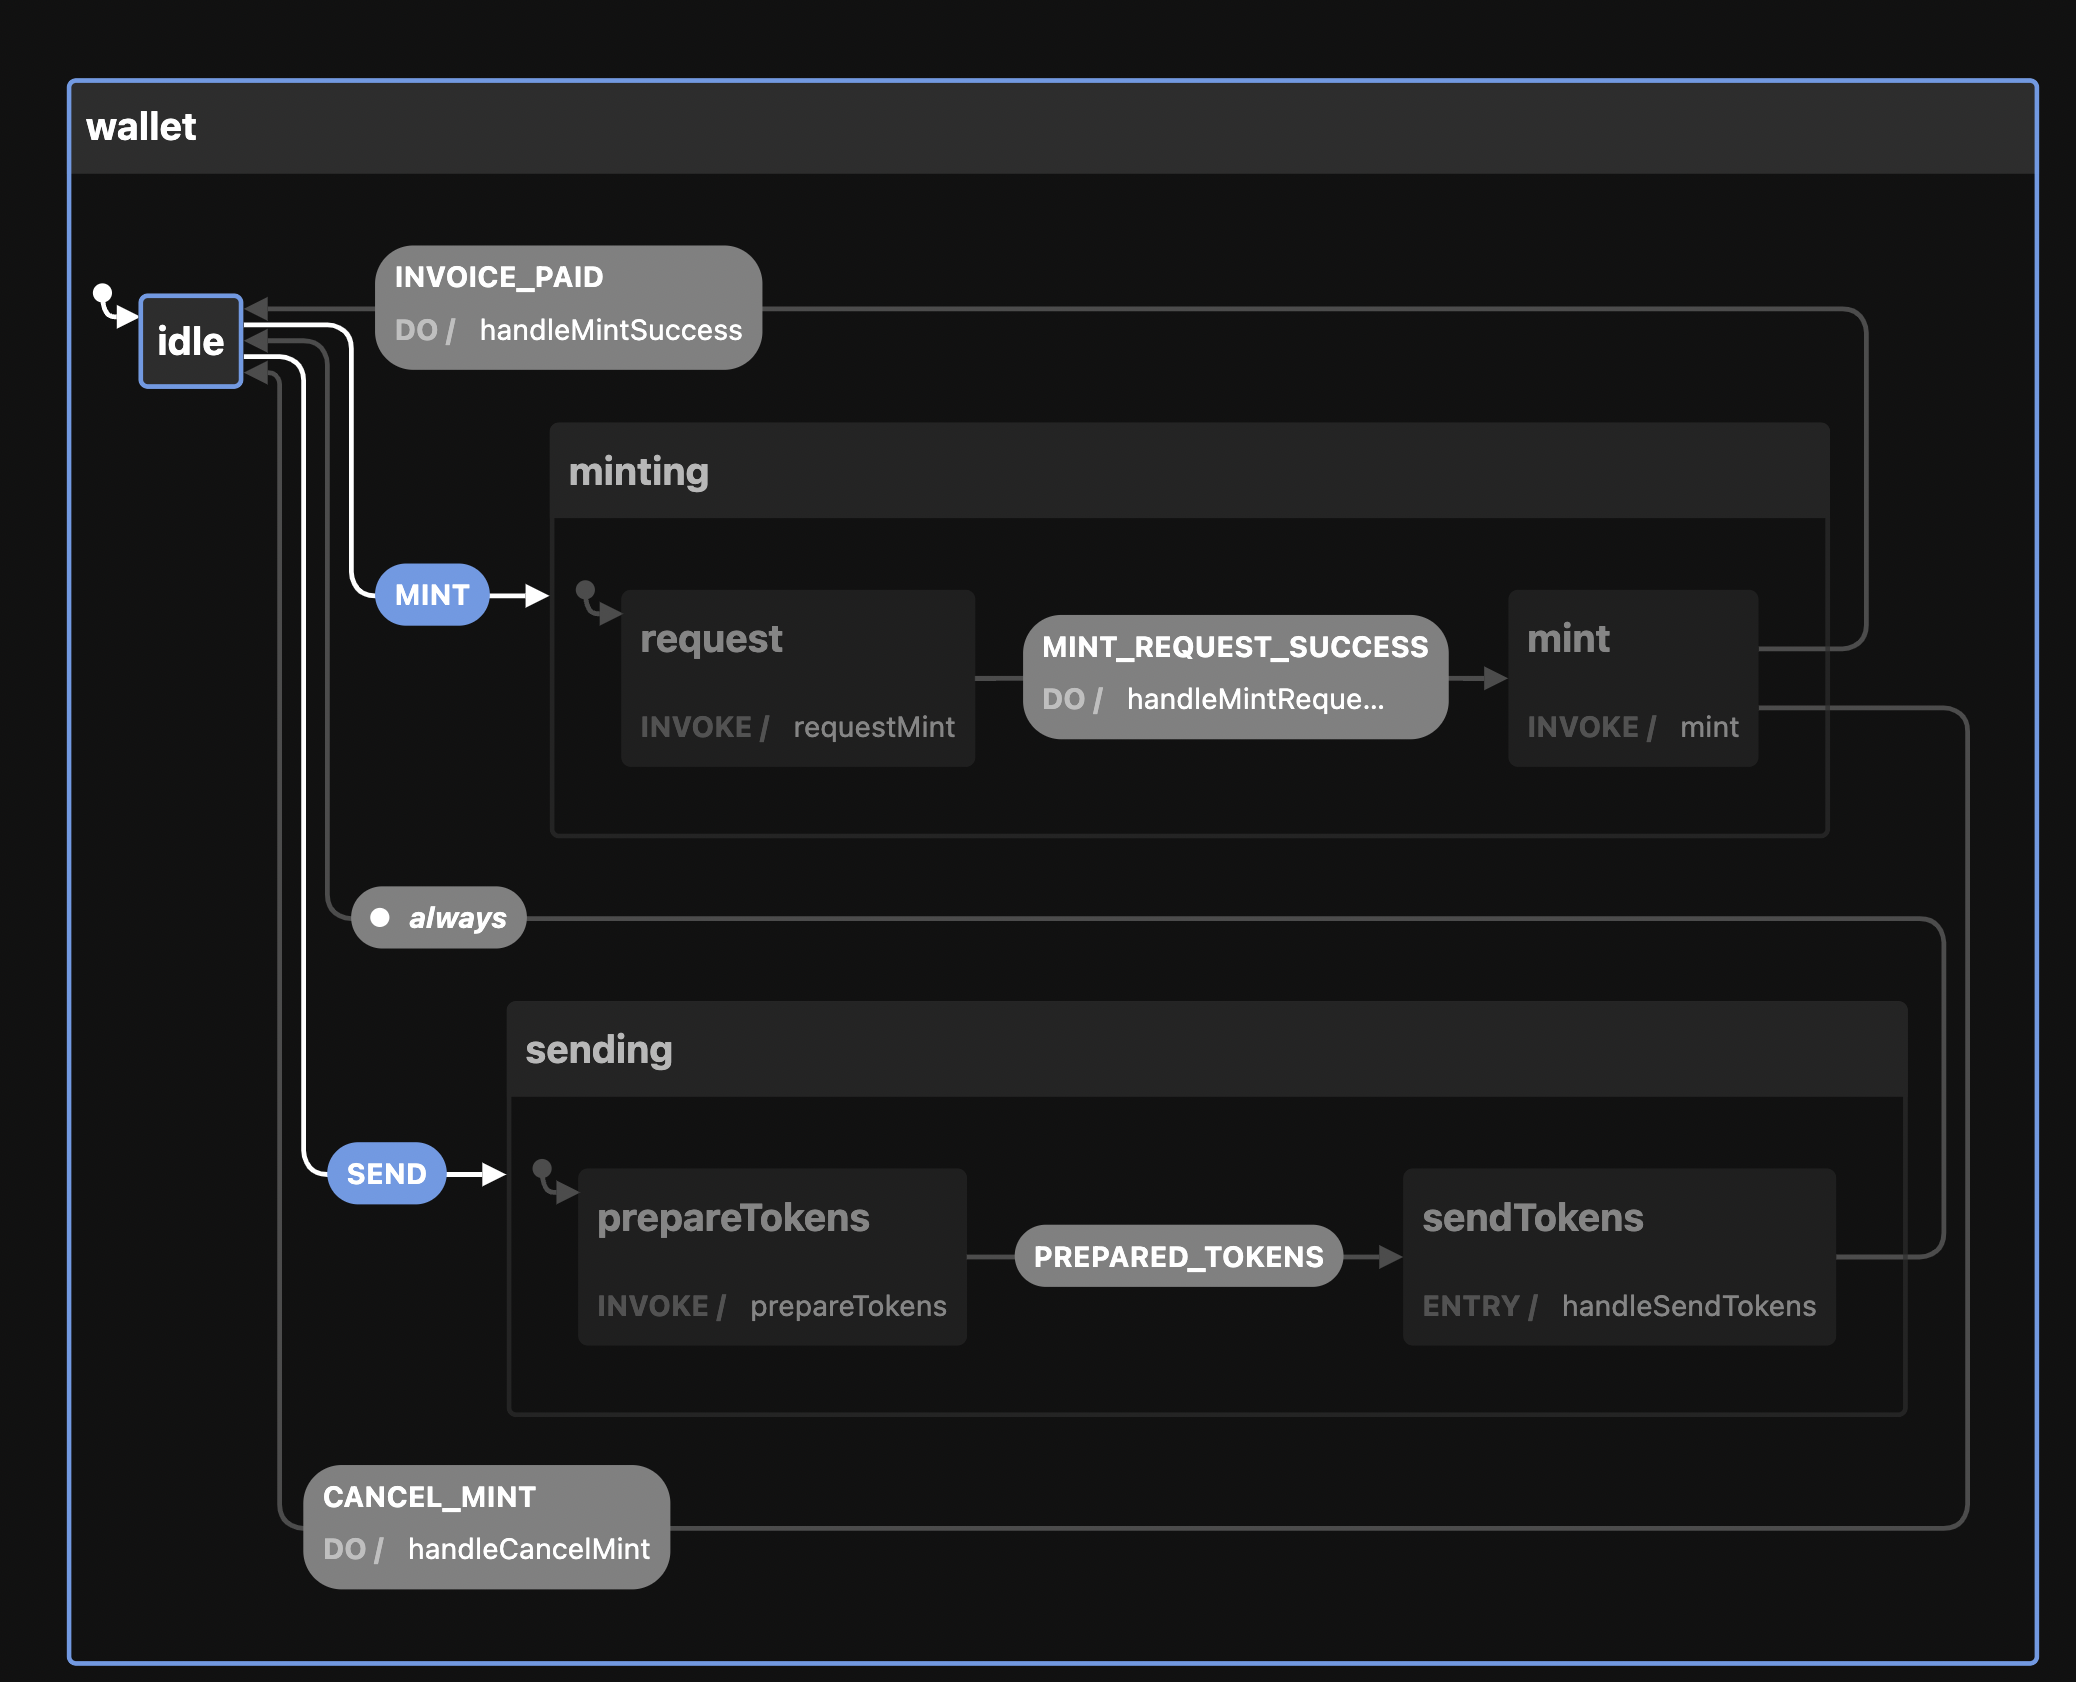 wallet
idle
INVOICE_PAID
DO / handleMintSuccess
minting
MINT
request
INVOKE / requestMint
MINT_REQUEST_SUCCESS
DO / handleMintReque...
mint
INVOKE / mint
always
sending
SEND
prepareTokens
INVOKE / prepareTokens
PREPARED_TOKENS
sendTokens
ENTRY / handleSendTokens
CANCEL_MINT
DO / handleCancelMint